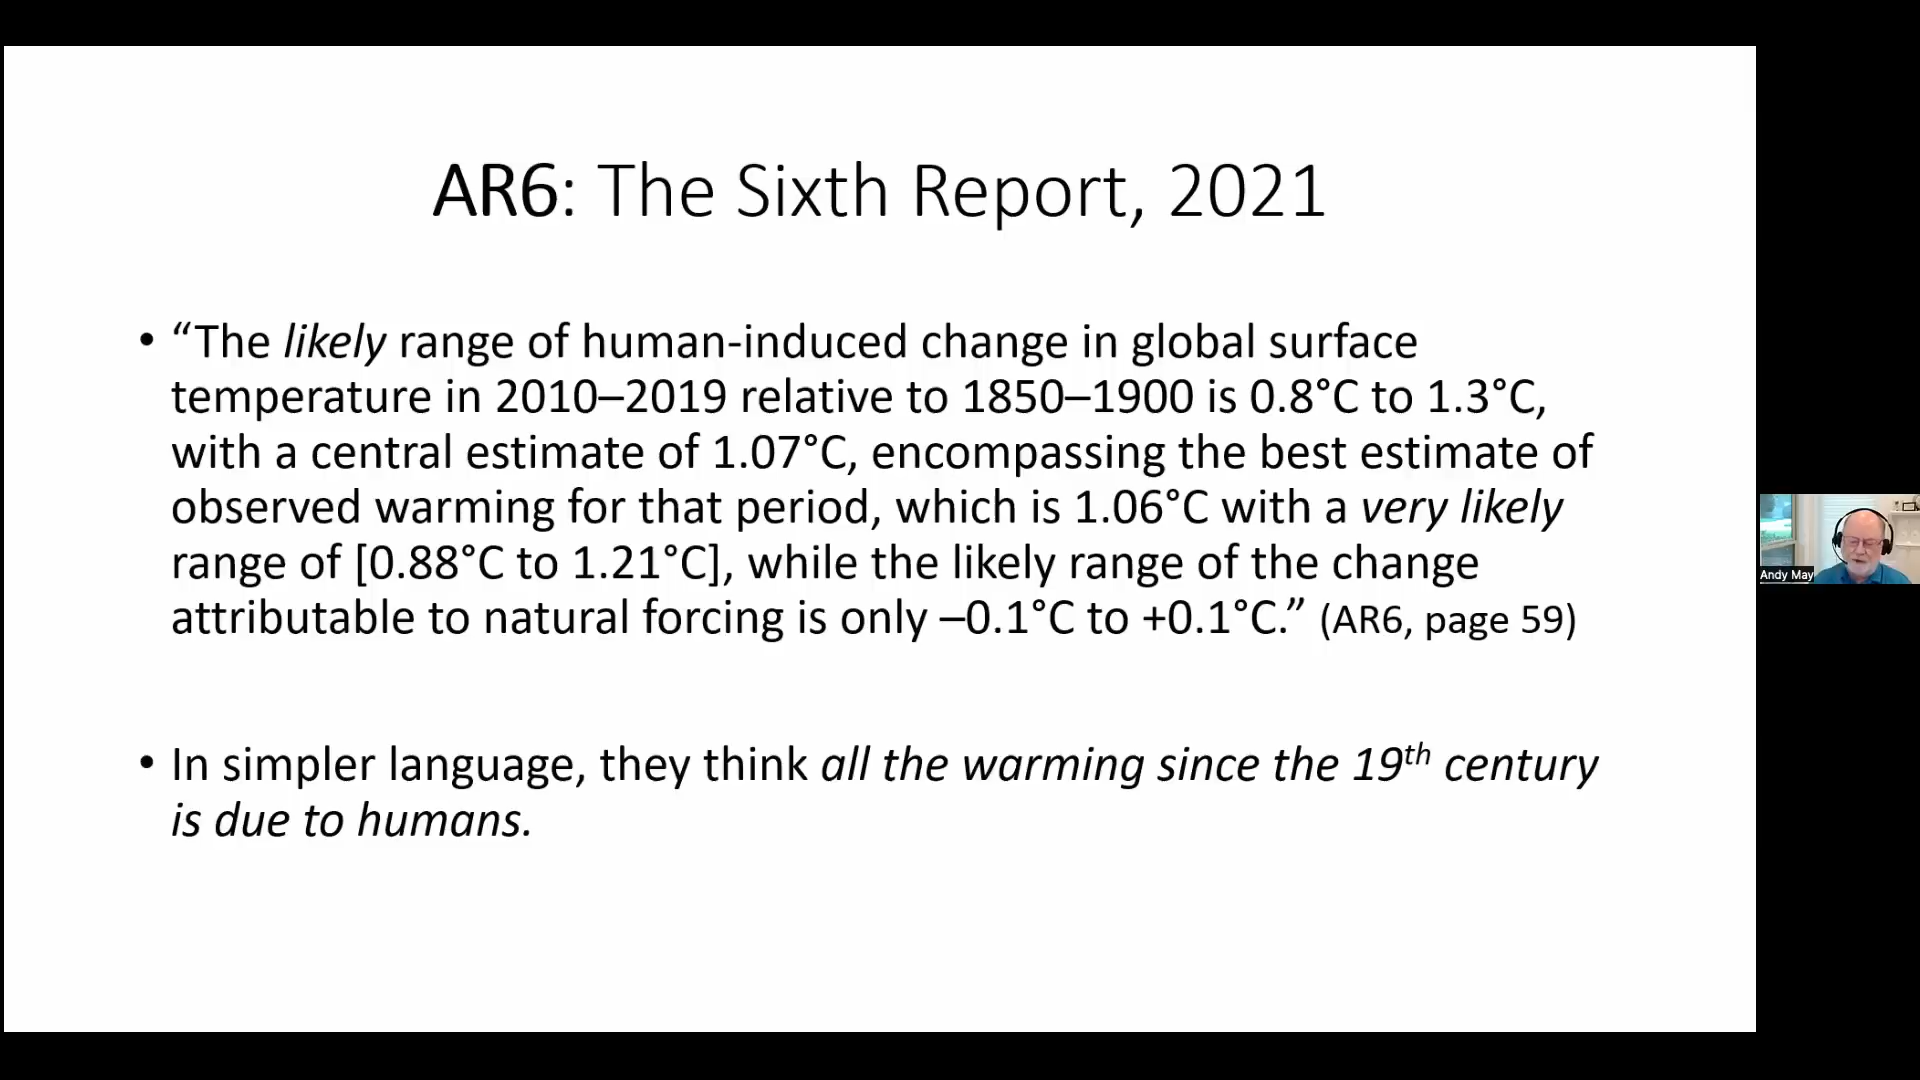 AR6: The Sixth Report, 2021
• “The likely range of human-induced change in global surface
temperature in 2010–2019 relative to 1850–1900 is 0.8°C to 1.3°C,
with a central estimate of 1.07°C, encompassing the best estimate of
observed warming for that period, which is 1.06°C with a very likely
range of [0.88°C to 1.21°C], while the likely range of the change
attributable to natural forcing is only –0.1°C to +0.1°C.” (AR6, page 59)
• In simpler language, they think all the warming since the 19th century
is due to humans.
Andy May